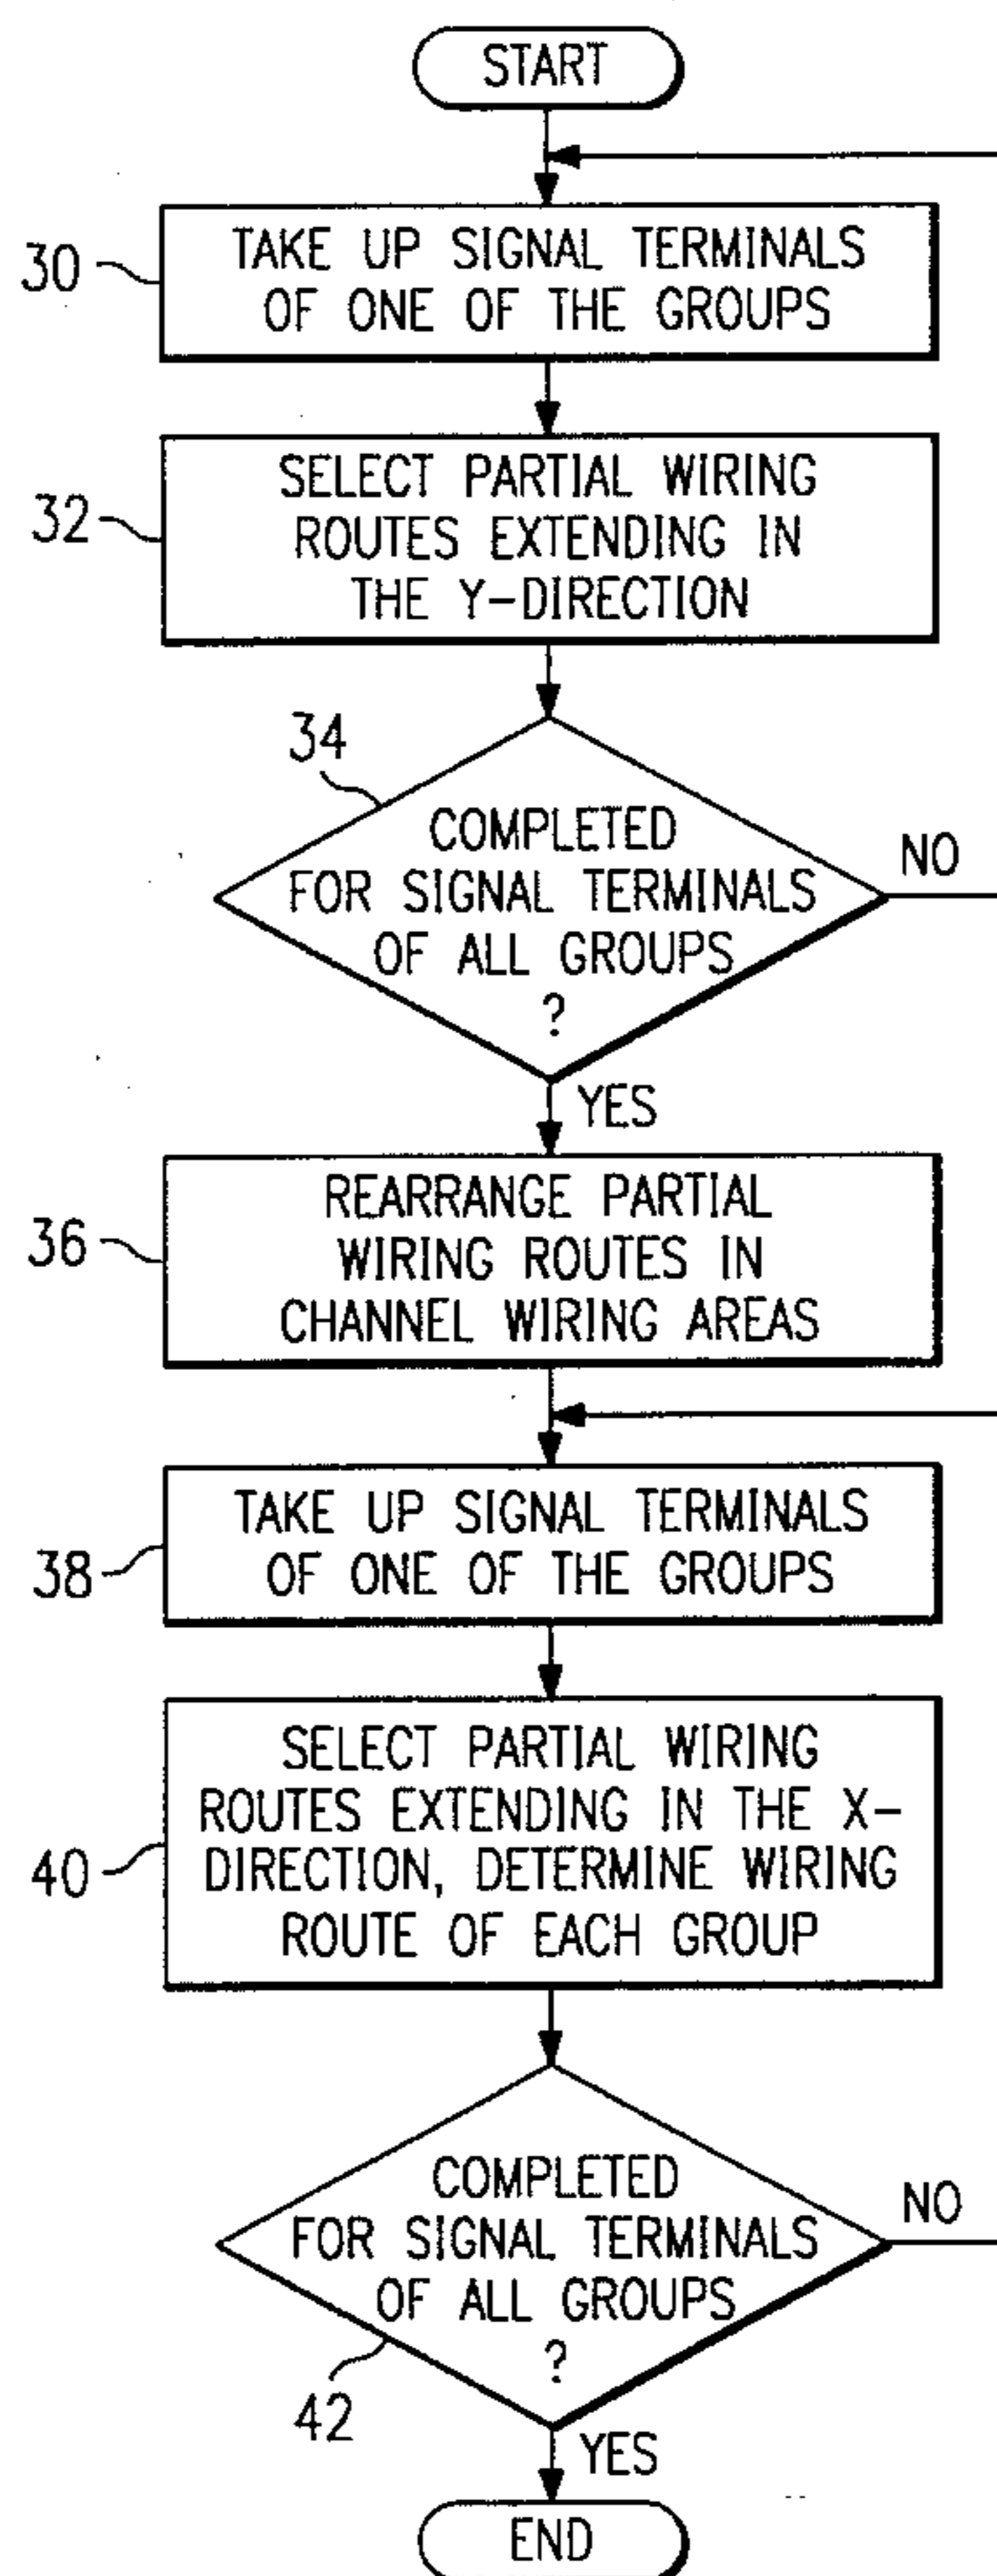 START
30
TAKE UP SIGNAL TERMINALS
OF ONE OF THE GROUPS
32
SELECT PARTIAL WIRING
ROUTES EXTENDING IN
THE Y-DIRECTION
34
COMPLETED
FOR SIGNAL TERMINALS
OF ALL GROUPS
?
NO
YES
36
REARRANGE PARTIAL
WIRING ROUTES IN
CHANNEL WIRING AREAS
38
TAKE UP SIGNAL TERMINALS
OF ONE OF THE GROUPS
40
SELECT PARTIAL WIRING
ROUTES EXTENDING IN THE X-
DIRECTION, DETERMINE WIRING
ROUTE OF EACH GROUP
COMPLETED
FOR SIGNAL TERMINALS
OF ALL GROUPS
?
NO
42
YES
END